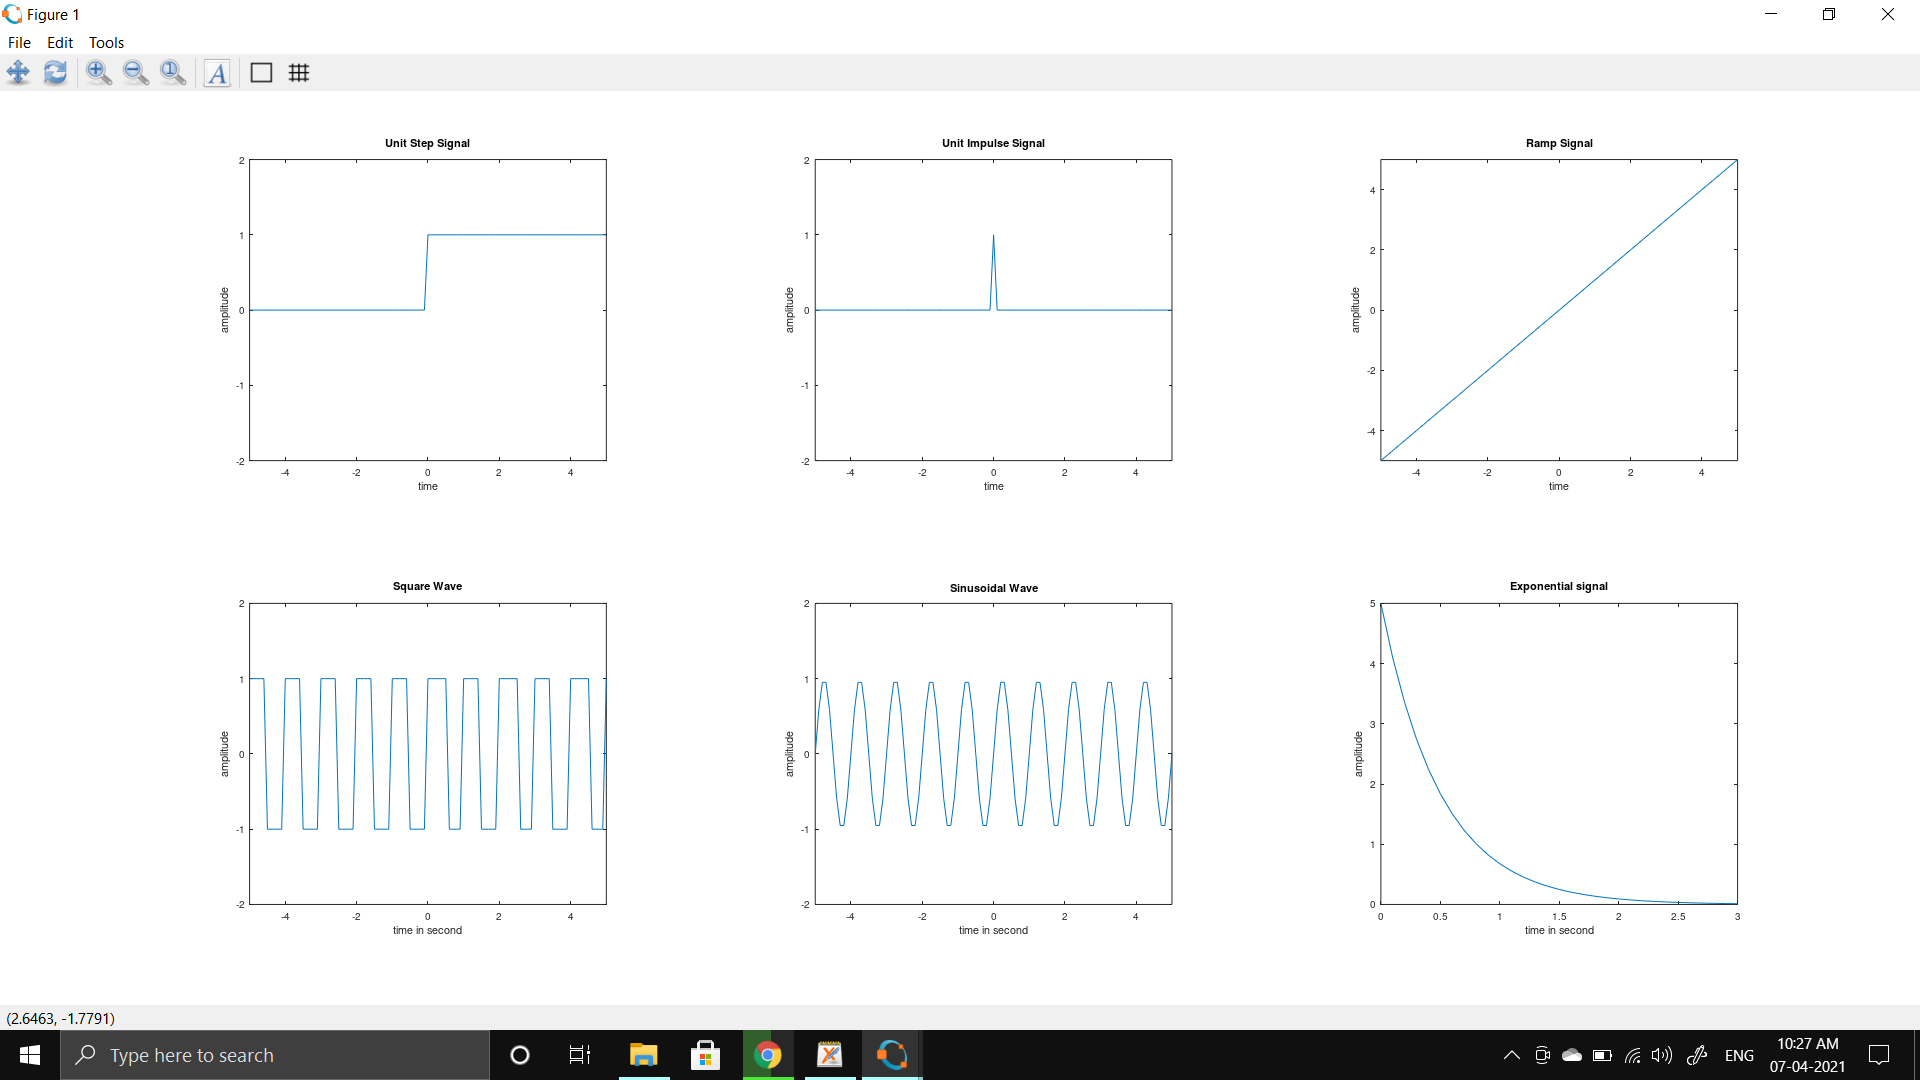 Figure 1
File Edit Tools
Unit Step Signal
2
1
0
-1
-2
-4 -2 0 2 4
amplitude
time
Unit Impulse Signal
2
1
0
-1
-2
-4 -2 0 2 4
amplitude
time
Ramp Signal
4
2
0
-2
-4
-4 -2 0 2 4
amplitude
time
Square Wave
2
1
0
-1
-2
-4 -2 0 2 4
amplitude
time in second
Sinusoidal Wave
2
1
0
-1
-2
-4 -2 0 2 4
amplitude
time in second
Exponential signal
5
4
3
2
1
0
0 0.5 1 1.5 2 2.5 3
amplitude
time in second
(2.6463, -1.7791)
Type here to search
ENG
10:27 AM
07-04-2021